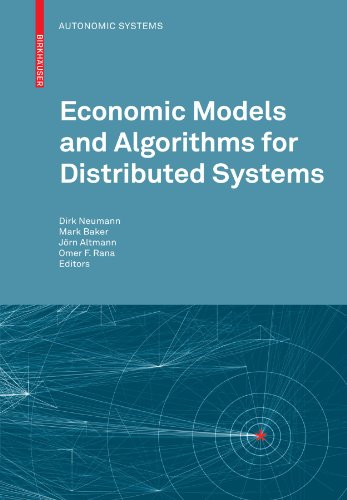 AUTONOMIC SYSTEMS
BIRKHÄUSER
Economic Models
and Algorithms for
Distributed Systems
Dirk Neumann
Mark Baker
Jörn Altmann
Omer F. Rana
Editors